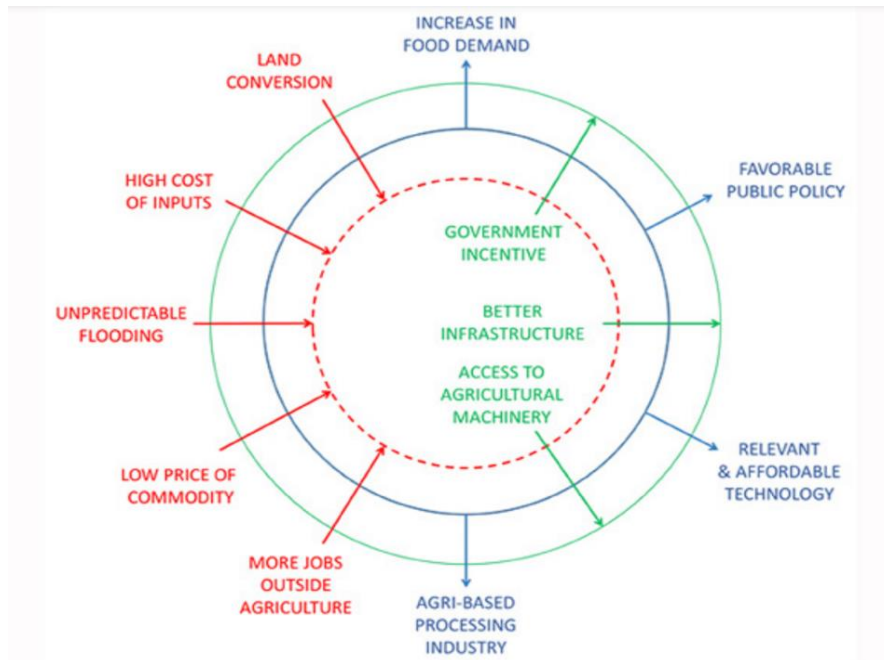 INCREASE IN
FOOD DEMAND
LAND
CONVERSION
HIGH COST
OF INPUTS
FAVORABLE
PUBLIC POLICY
GOVERNMENT
INCENTIVE
UNPREDICTABLE
FLOODING
BETTER
INFRASTRUCTURE
ACCESS TO
AGRICULTURAL
MACHINERY
LOW PRICE OF
COMMODITY
RELEVANT
& AFFORDABLE
TECHNOLOGY
MORE JOBS
OUTSIDE
AGRICULTURE
AGRI-BASED
PROCESSING
INDUSTRY